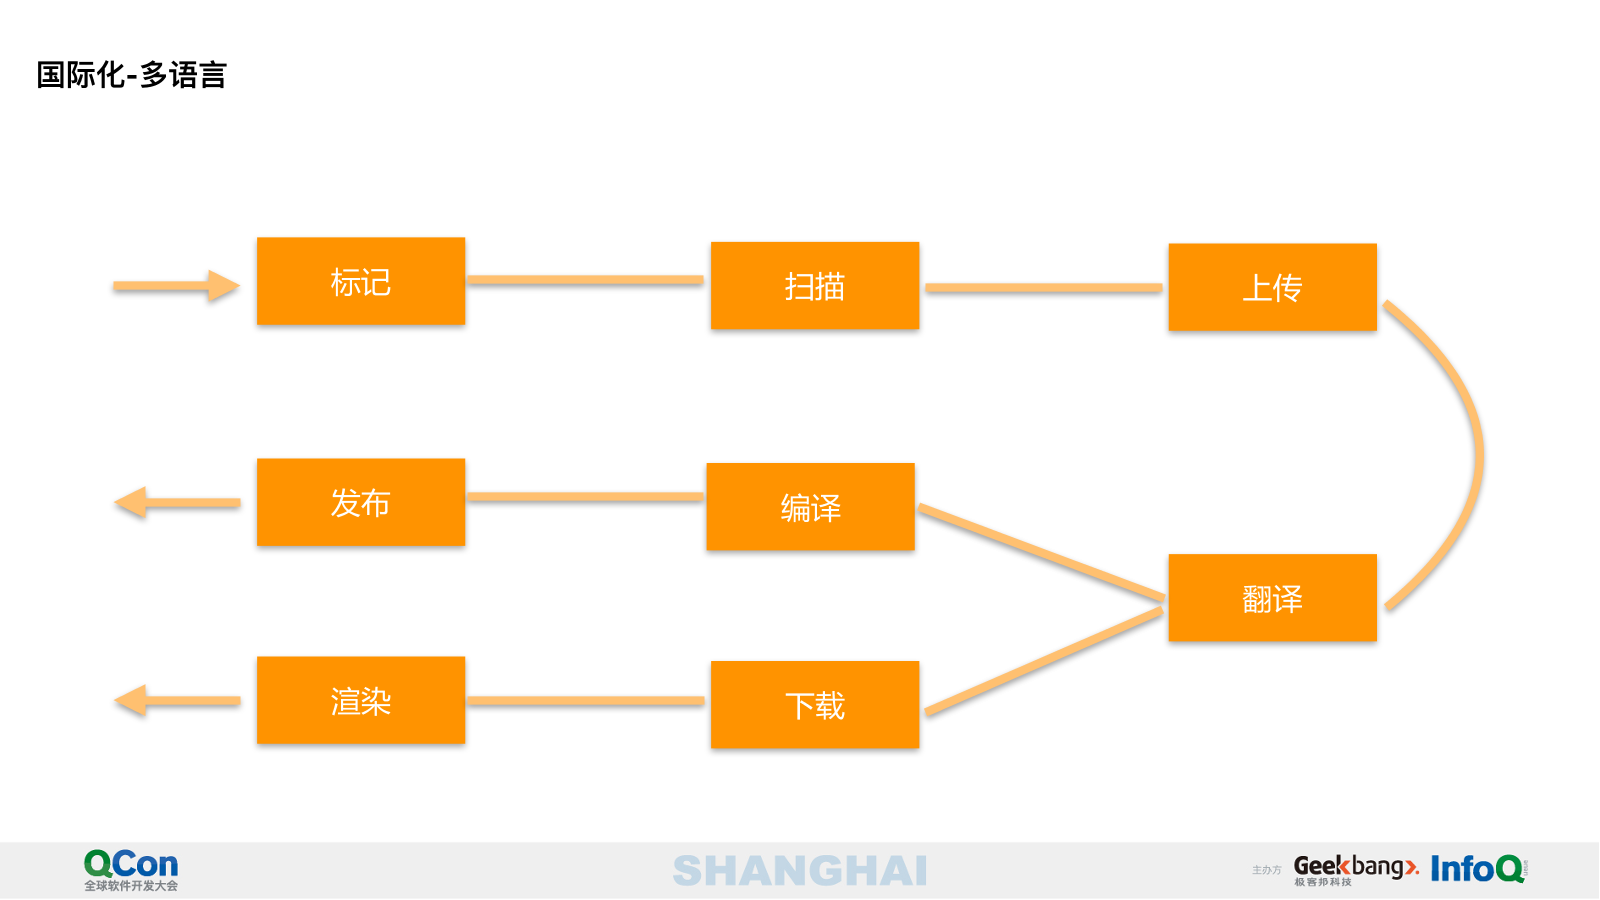 国际化-多语言
标记
扫描
上传
发布
编译
翻译
渲染
下载
QCon
全球软件开发大会
SHANGHAI
主办方
Geekbang>.
极客邦科技
InfoQ